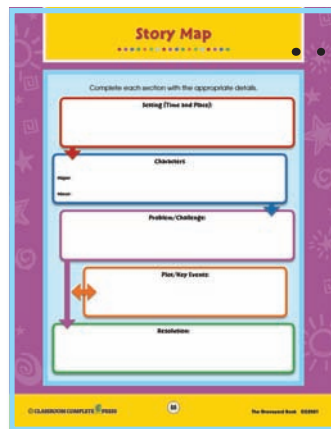 Story Map
Complete each section with the appropriate details.
Setting (Time and Place):
Characters
Major:
Minor:
Problem/Challenge:
Plot/Key Events:
Resolution:
© CLASSROOM COMPLETE PRESS